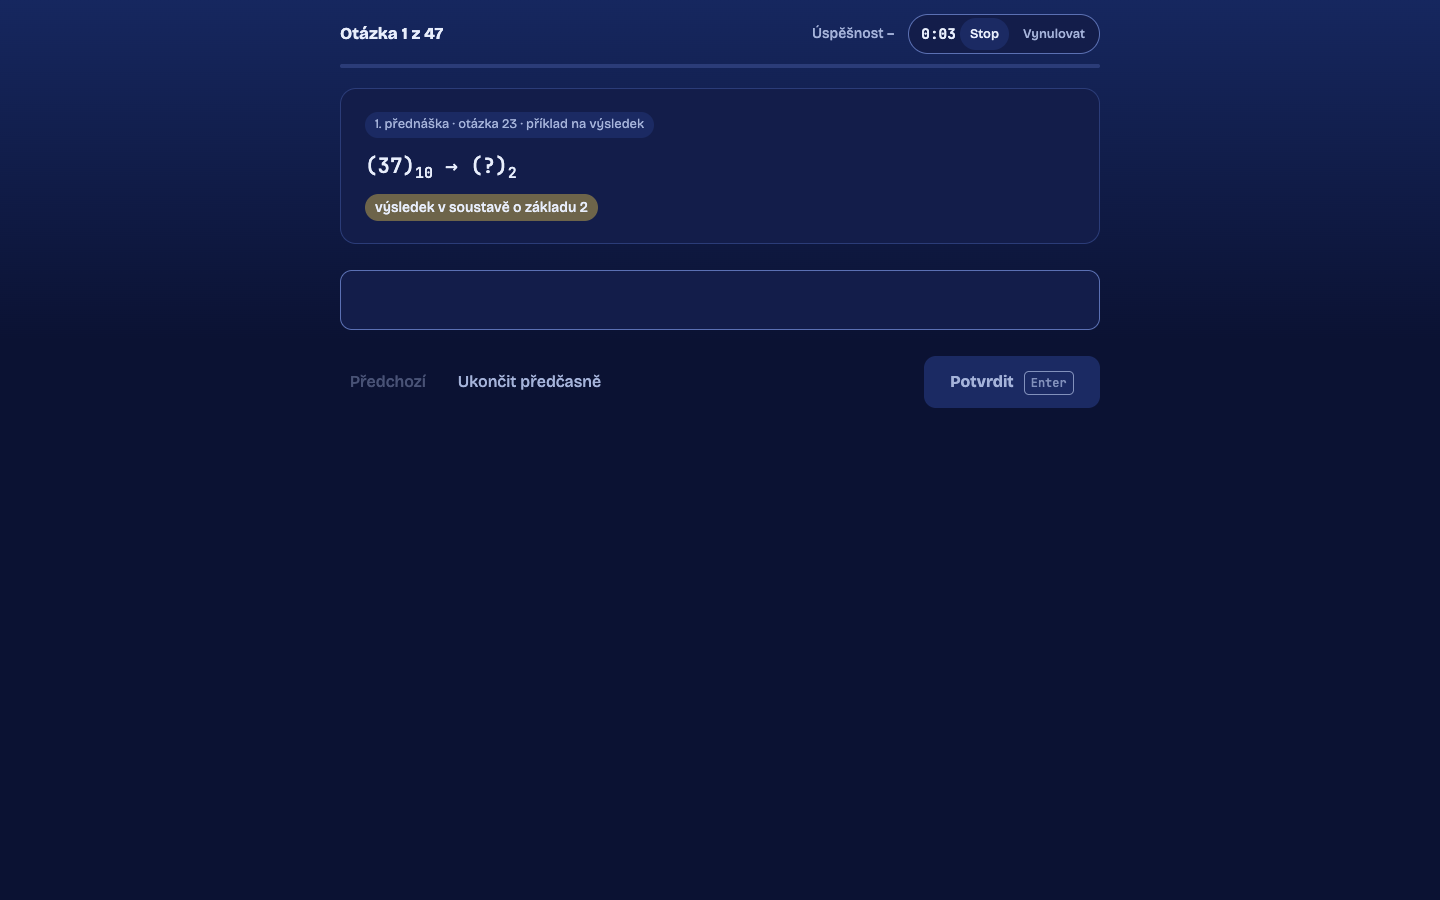 Otázka 1 z 47
Úspěšnost – 0:03 Stop Vynulovat
1. přednáška · otázka 23 · příklad na výsledek
(37)10 → (?)2
výsledek v soustavě o základu 2
Předchozí Ukončit předčasně Potvrdit Enter